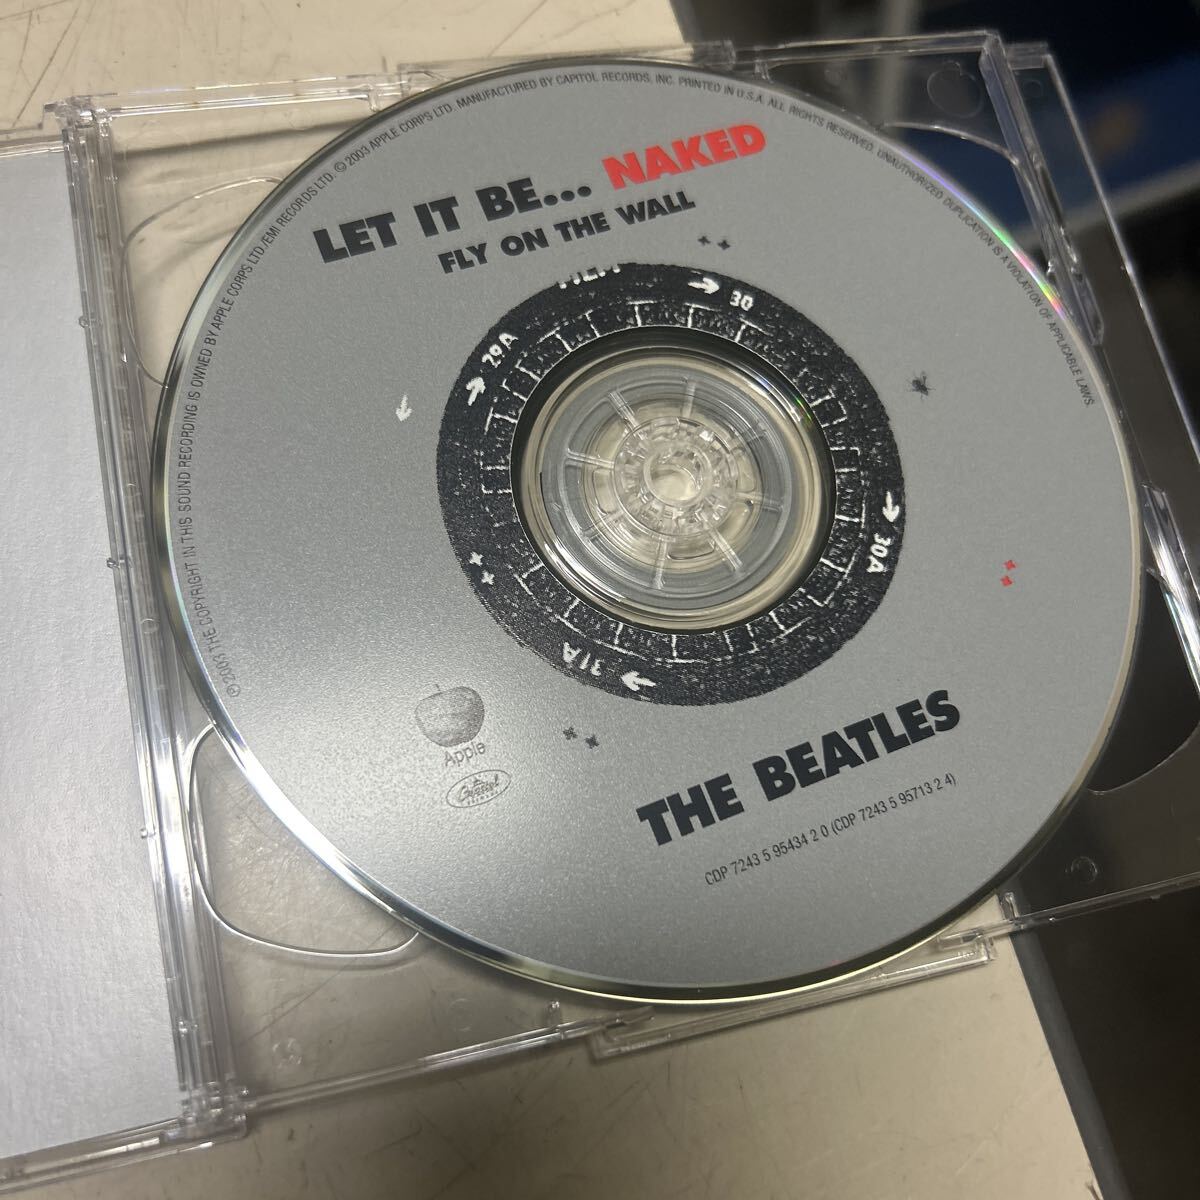 ℗ 2003 THE COPYRIGHT IN THIS SOUND RECORDING IS OWNED BY APPLE CORPS LTD./EMI RECORDS LTD. © 2003 APPLE CORPS LTD. MANUFACTURED BY CAPITOL RECORDS, INC. PRINTED IN U.S.A. ALL RIGHTS RESERVED. UNAUTHORIZED DUPLICATION IS A VIOLATION OF APPLICABLE LAWS.
LET IT BE... NAKED
FLY ON THE WALL
→ 29A
→ 30
→ 30A
→ 31A
Apple
Capitol
RECORDS
THE BEATLES
CDP 7243 5 95434 2 0 (CDP 7243 5 95713 2 4)